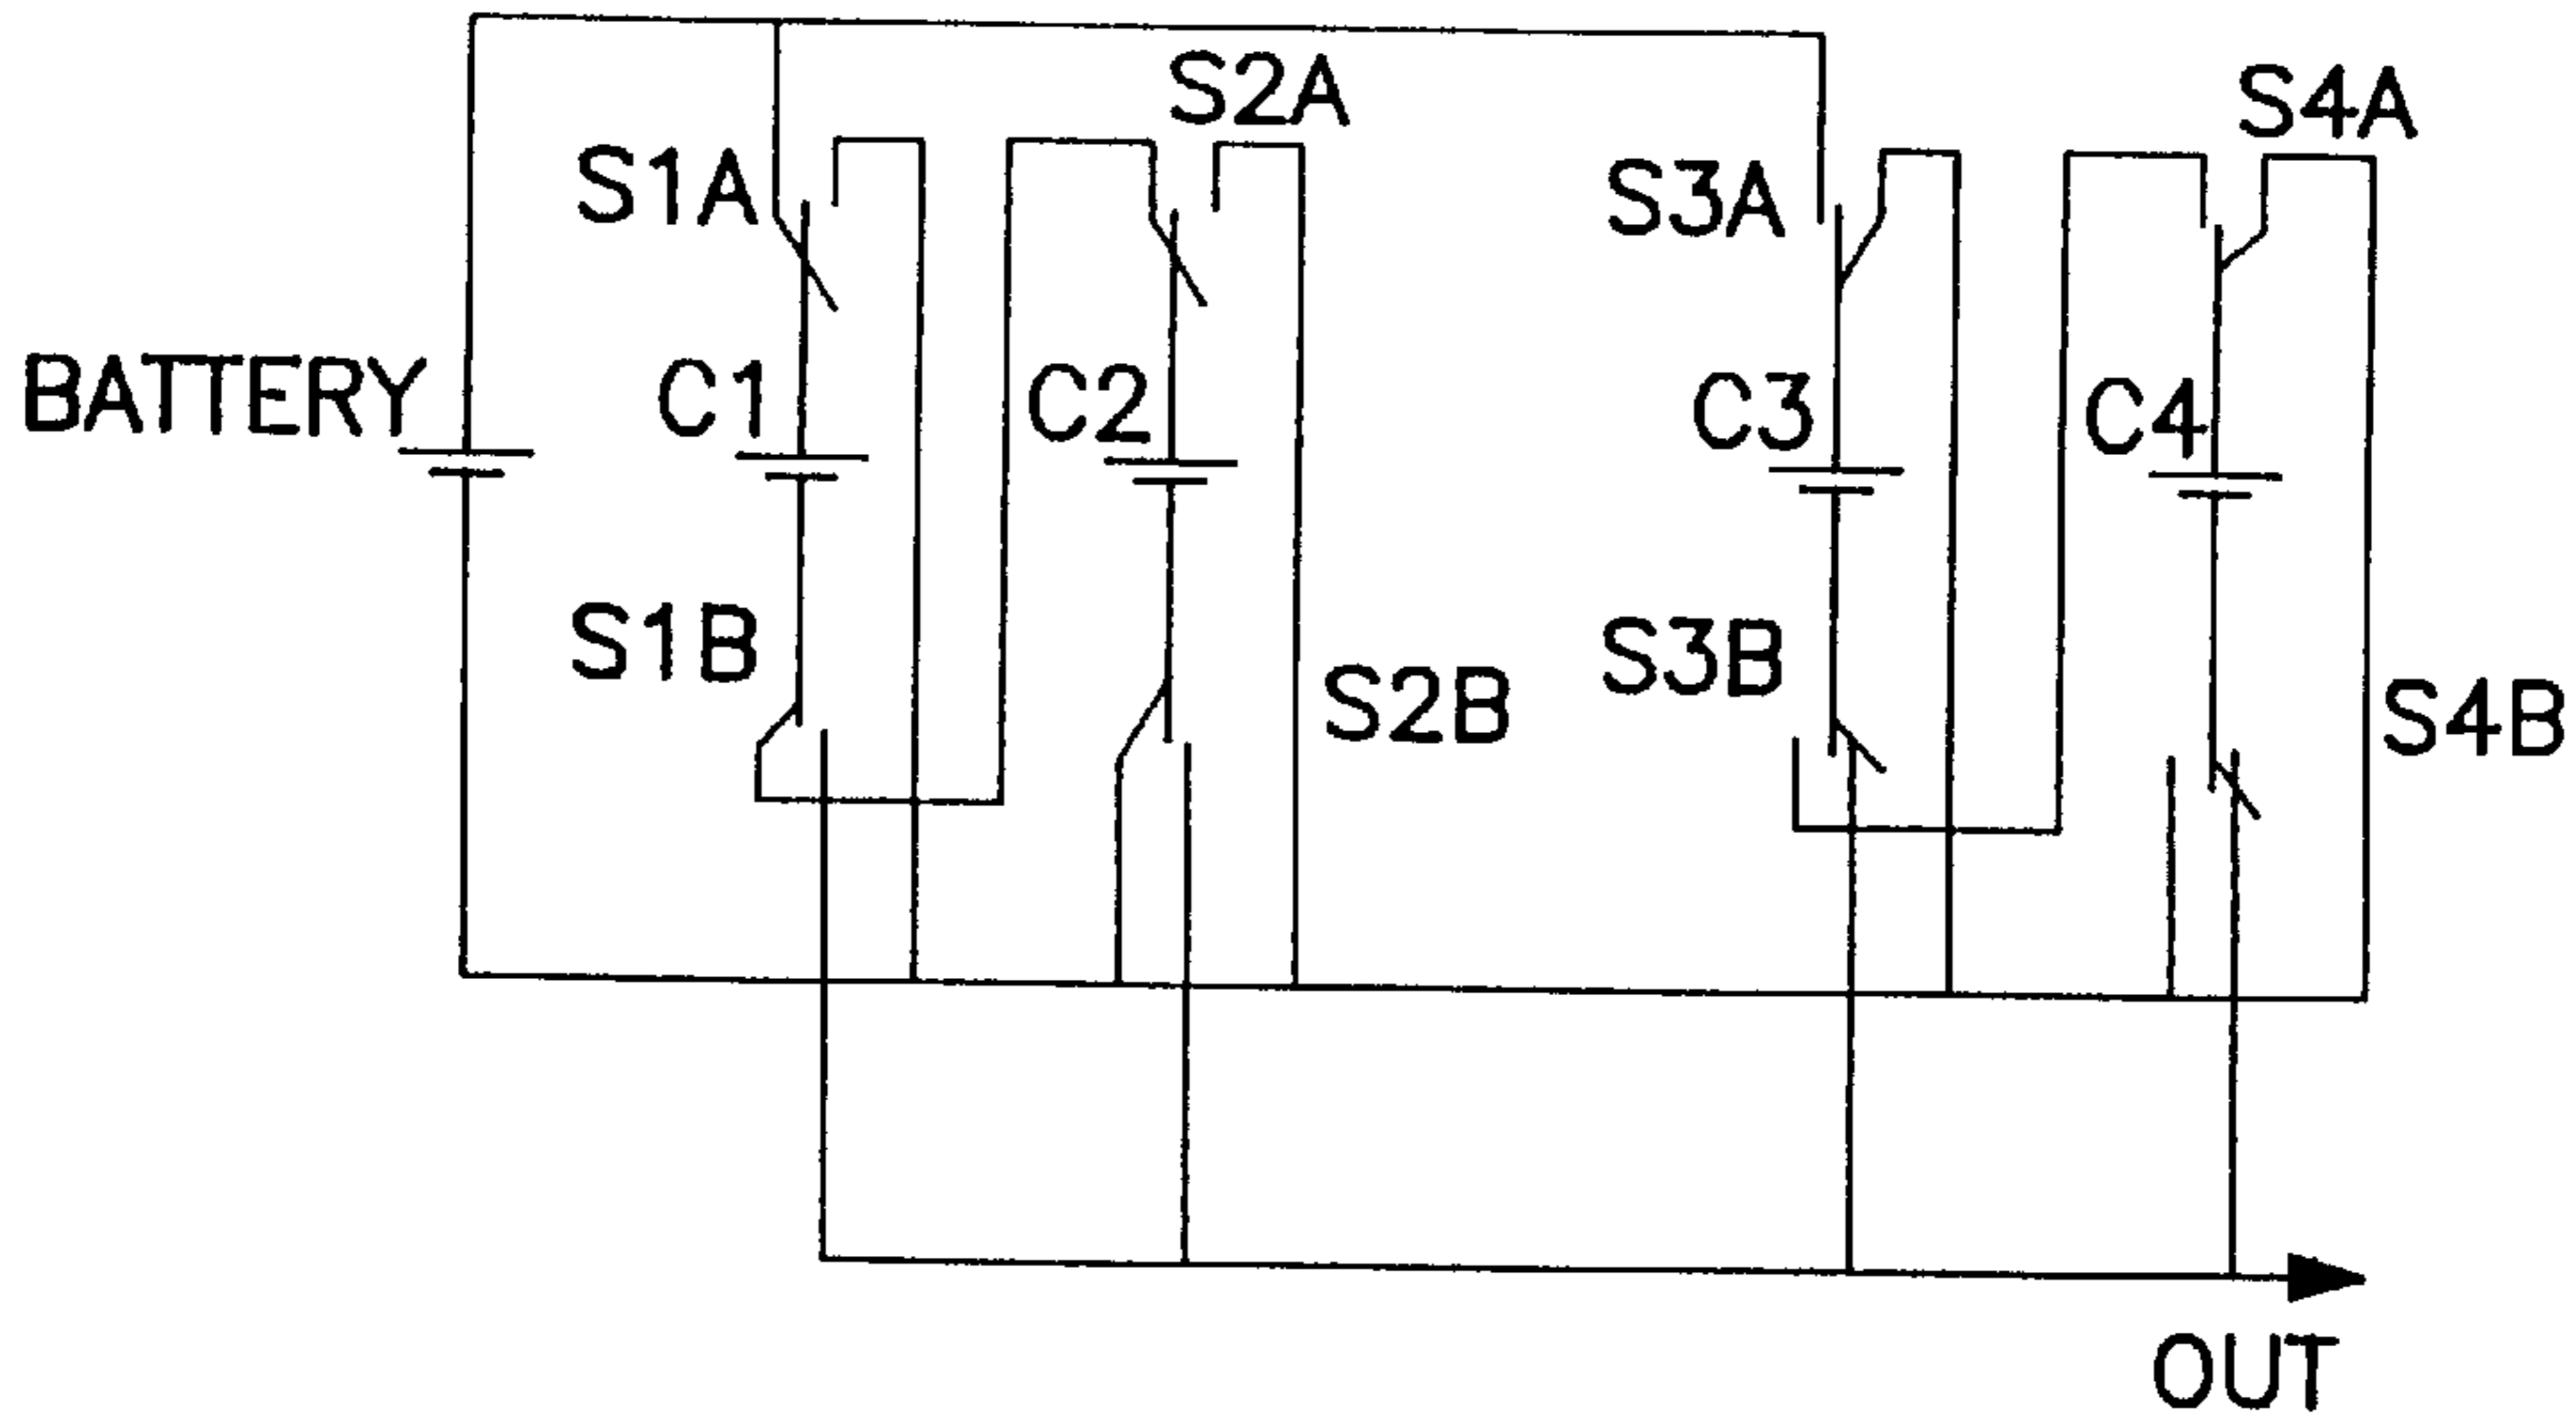 S2A
S4A
S1A
S3A
BATTERY
C1
C2
C3
C4
S1B
S3B
S2B
S4B
OUT